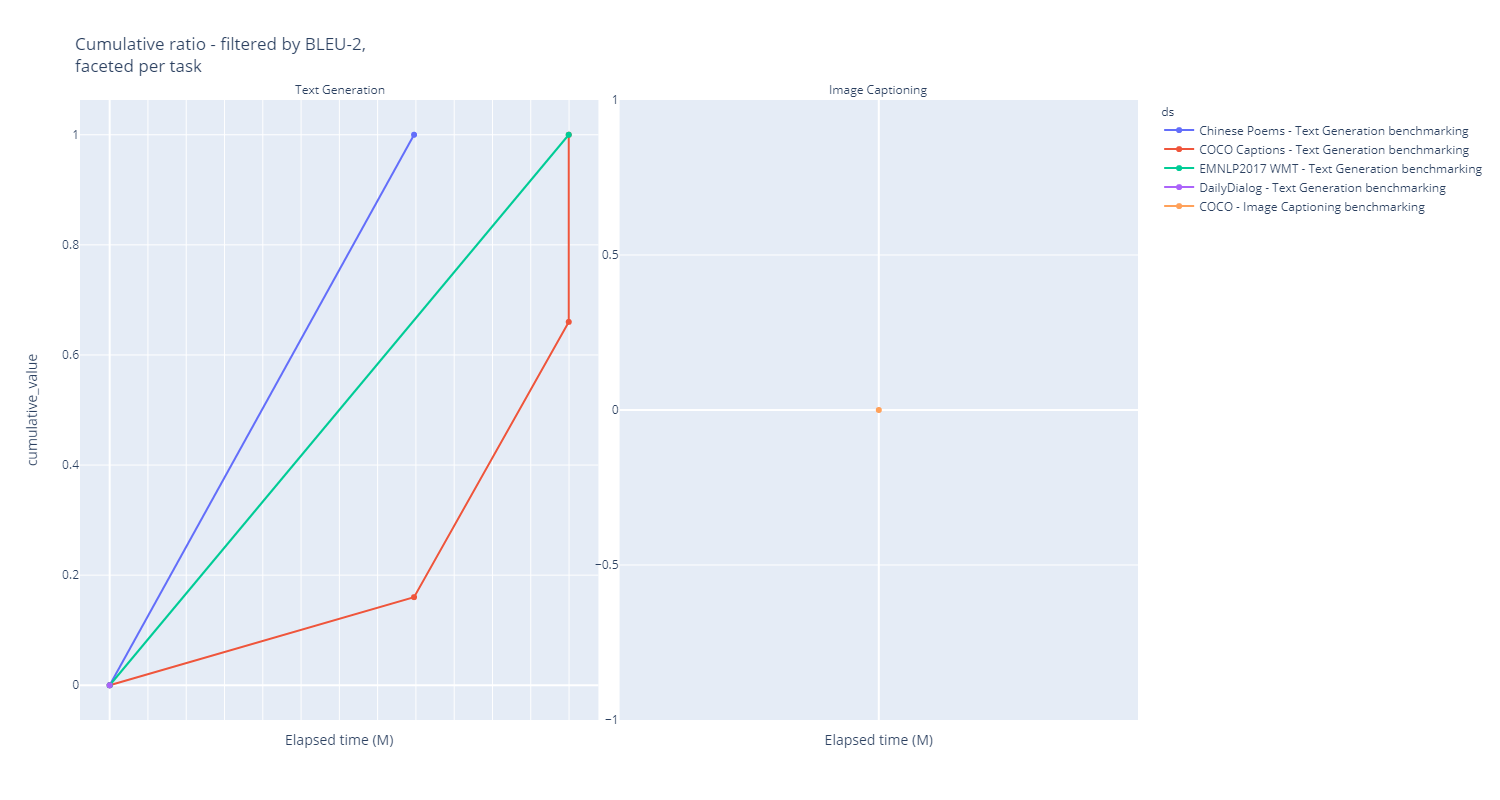 Cumulative ratio - filtered by BLEU-2,
faceted per task
Text Generation
Image Captioning
cumulative_value
1
0.8
0.6
0.4
0.2
0
1
0.5
0
−0.5
−1
Elapsed time (M)
Elapsed time (M)
ds
Chinese Poems - Text Generation benchmarking
COCO Captions - Text Generation benchmarking
EMNLP2017 WMT - Text Generation benchmarking
DailyDialog - Text Generation benchmarking
COCO - Image Captioning benchmarking